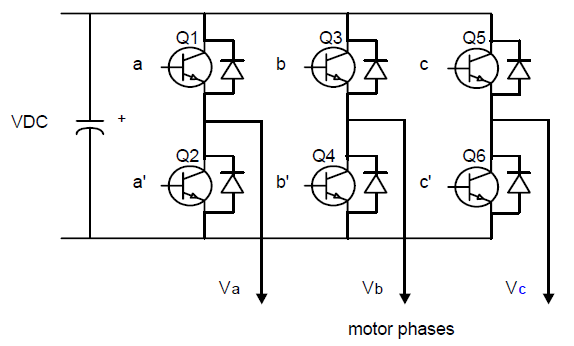 Q1 Q3 Q5
a b c
VDC +
Q2 Q4 Q6
a' b' c'
Va Vb Vc
motor phases